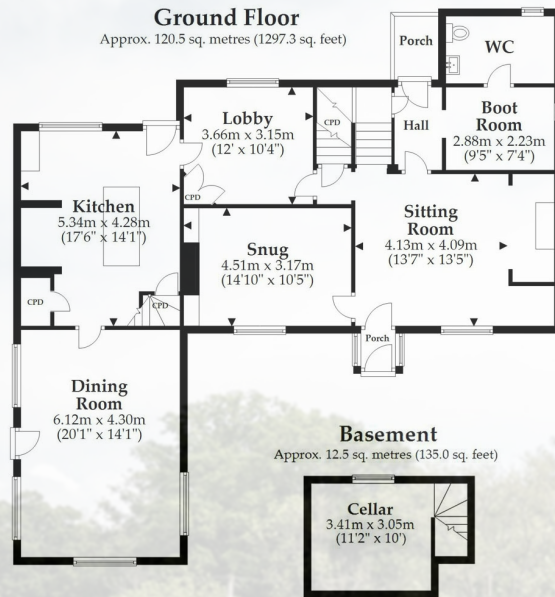 Ground Floor
Approx. 120.5 sq. metres (1297.3 sq. feet)
Porch
WC
Lobby
3.66m x 3.15m
(12' x 10'4")
CPD
Hall
Boot
Room
2.88m x 2.23m
(9'5" x 7'4")
Kitchen
5.34m x 4.28m
(17'6" x 14'1")
CPD
Snug
4.51m x 3.17m
(14'10" x 10'5")
Sitting
Room
4.13m x 4.09m
(13'7" x 13'5")
CPD
CPD
Porch
Dining
Room
6.12m x 4.30m
(20'1" x 14'1")
Basement
Approx. 12.5 sq. metres (135.0 sq. feet)
Cellar
3.41m x 3.05m
(11'2" x 10')